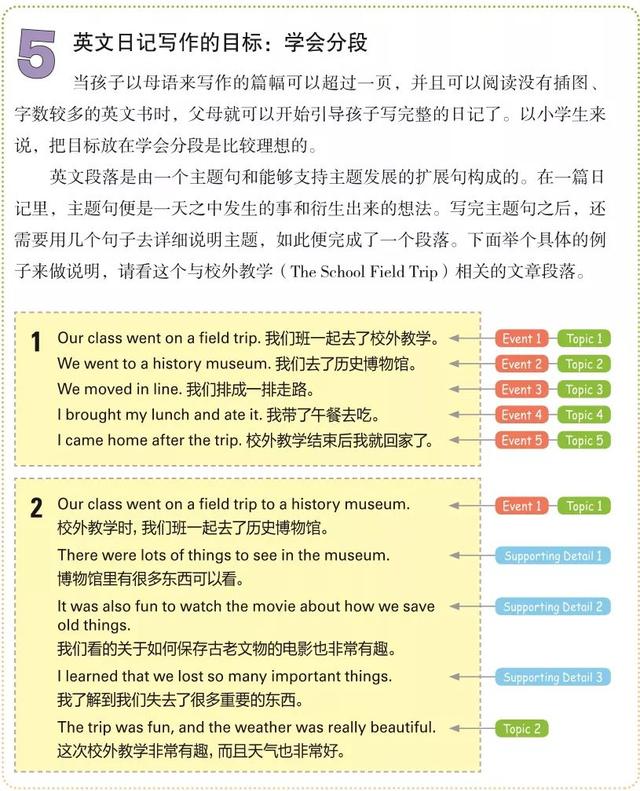 5 英文日记写作的目标：学会分段
当孩子以母语来写作的篇幅可以超过一页，并且可以阅读没有插图、
字数较多的英文书时，父母就可以开始引导孩子写完整的日记了。以小学生来
说，把目标放在学会分段是比较理想的。
英文段落是由一个主题句和能够支持主题发展的扩展句构成的。在一篇日
记里，主题句便是一天之中发生的事和衍生出来的想法。写完主题句之后，还
需要用几个句子去详细说明主题，如此便完成了一个段落。下面举个具体的例
子来做说明，请看这个与校外教学（The School Field Trip）相关的文章段落。
1 Our class went on a field trip. 我们班一起去了校外教学。 Event 1 Topic 1
We went to a history museum. 我们去了历史博物馆。 Event 2 Topic 2
We moved in line. 我们排成一排走路。 Event 3 Topic 3
I brought my lunch and ate it. 我带了午餐去吃。 Event 4 Topic 4
I came home after the trip. 校外教学结束后我就回家了。 Event 5 Topic 5
2 Our class went on a field trip to a history museum. Event 1 Topic 1
校外教学时, 我们班一起去了历史博物馆。
There were lots of things to see in the museum. Supporting Detail 1
博物馆里有很多东西可以看。
It was also fun to watch the movie about how we save Supporting Detail 2
old things.
我们看的关于如何保存古老文物的电影也非常有趣。
I learned that we lost so many important things. Supporting Detail 3
我了解到我们失去了很多重要的东西。
The trip was fun, and the weather was really beautiful. Topic 2
这次校外教学非常有趣, 而且天气也非常好。